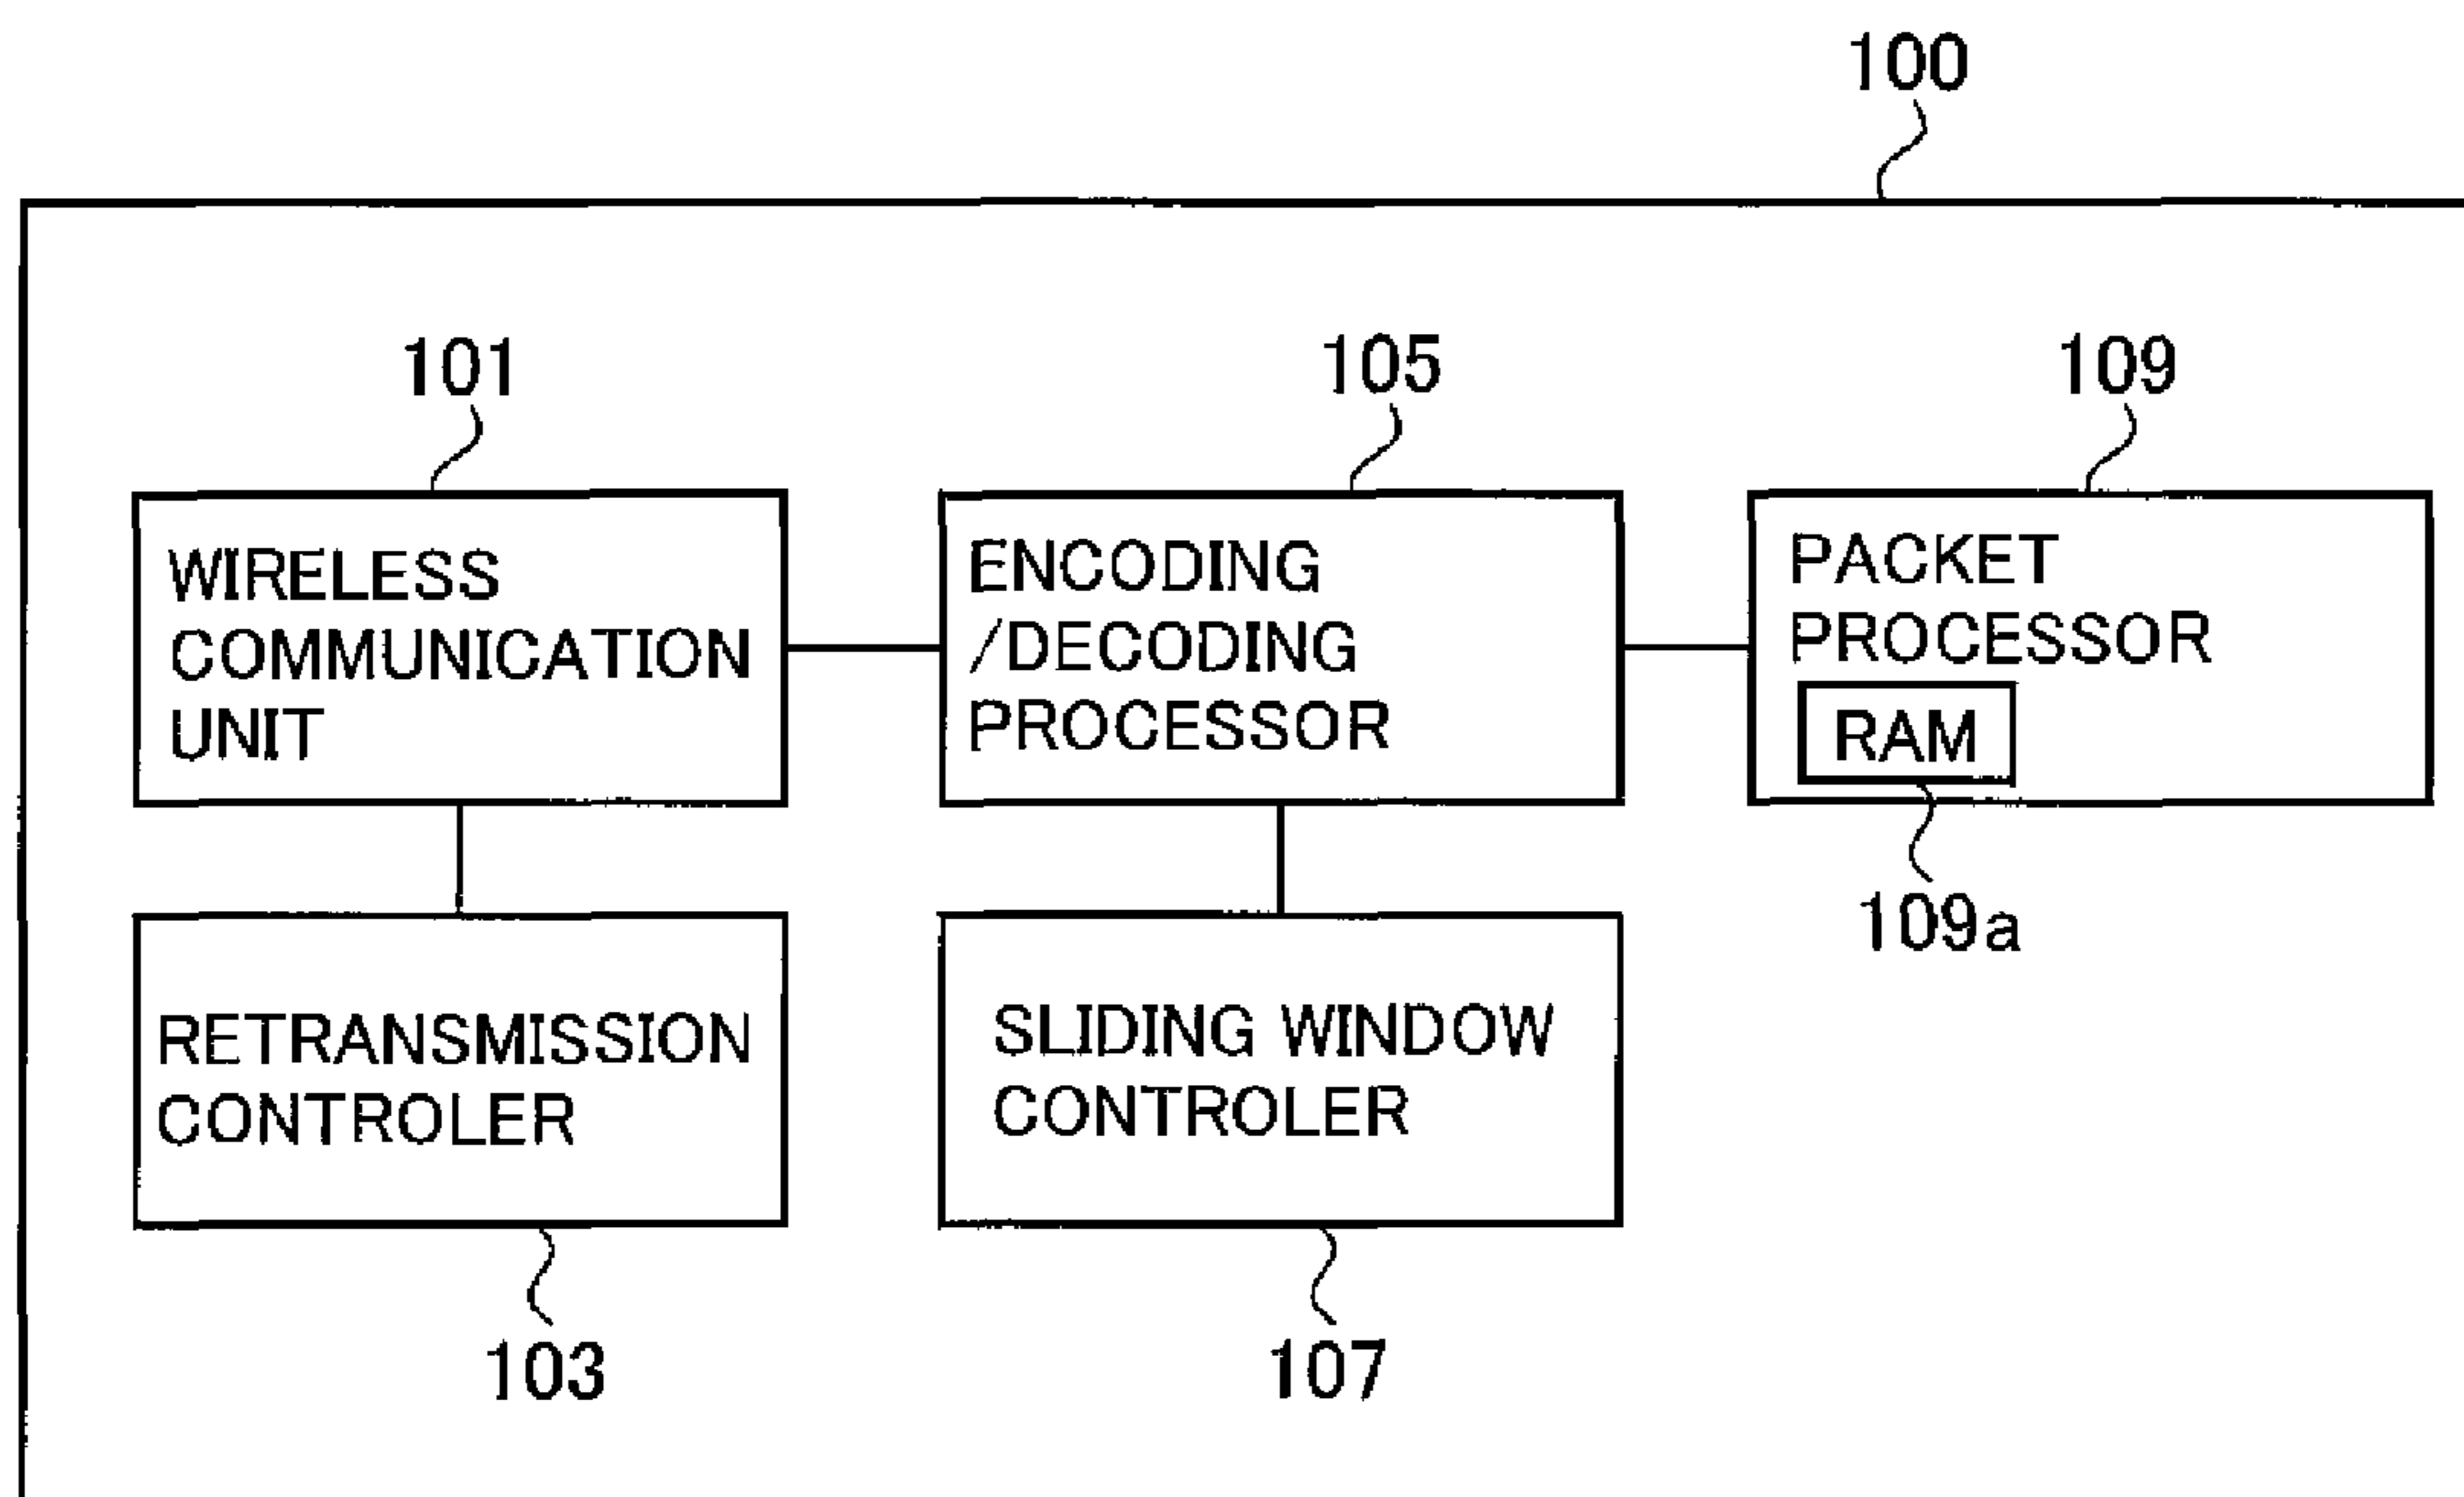 100
101
105
109
WIRELESS
COMMUNICATION
UNIT
ENCODING
/DECODING
PROCESSOR
PACKET
PROCESSOR
RAM
109a
RETRANSMISSION
CONTROLER
SLIDING WINDOW
CONTROLER
103
107